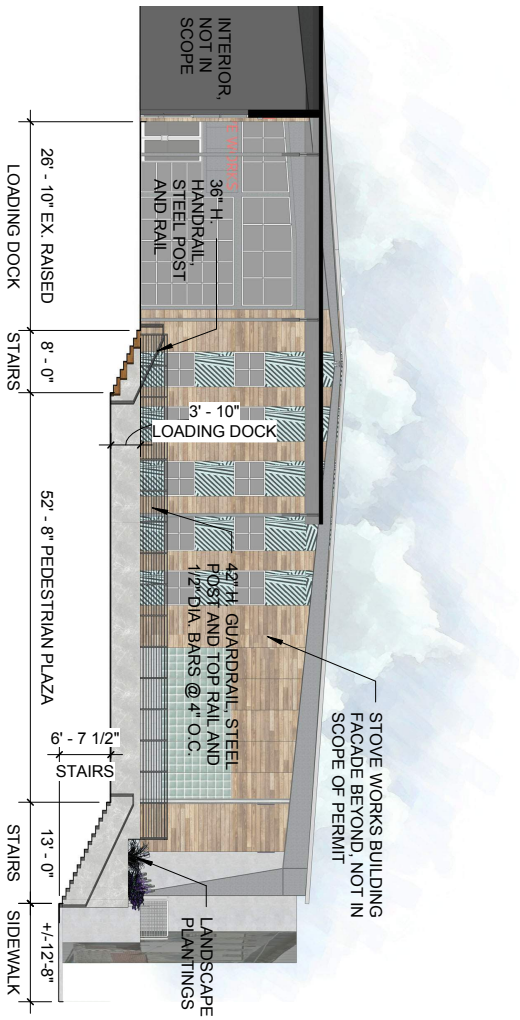 INTERIOR,
NOT IN
SCOPE
36" H.
HANDRAIL,
STEEL POST
AND RAIL
3' - 10"
LOADING DOCK
42" H. GUARDRAIL, STEEL
POST AND TOP RAIL AND
1/2" DIA. BARS @ 4" O.C.
STOVE WORKS BUILDING
FACADE BEYOND, NOT IN
SCOPE OF PERMIT
LANDSCAPE
PLANTINGS
6' - 7 1/2"
STAIRS
26' - 10" EX. RAISED
LOADING DOCK
8' - 0"
STAIRS
52' - 8" PEDESTRIAN PLAZA
13' - 0"
STAIRS
+/-12'-8"
SIDEWALK